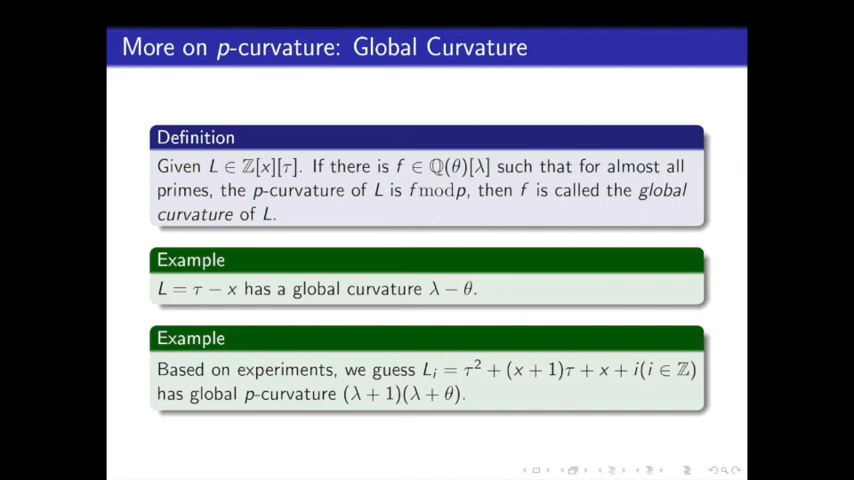 More on p-curvature: Global Curvature
Definition
Given L ∈ ℤ[x][τ]. If there is f ∈ ℚ(θ)[λ] such that for almost all
primes, the p-curvature of L is fmodp, then f is called the global
curvature of L.
Example
L = τ − x has a global curvature λ − θ.
Example
Based on experiments, we guess Lᵢ = τ² + (x + 1)τ + x + i(i ∈ ℤ)
has global p-curvature (λ + 1)(λ + θ).